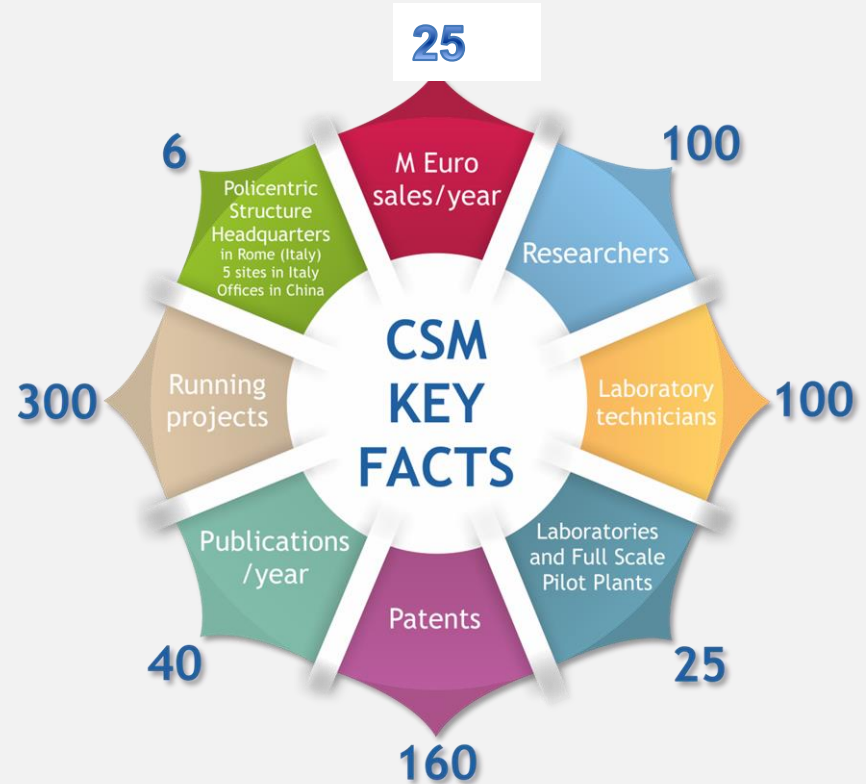 25
M Euro
sales/year
100
Researchers
100
Laboratory
technicians
25
Laboratories
and Full Scale
Pilot Plants
160
Patents
40
Publications
/year
300
Running
projects
6
Policentric
Structure
Headquarters
in Rome (Italy)
5 sites in Italy
Offices in China
CSM
KEY
FACTS